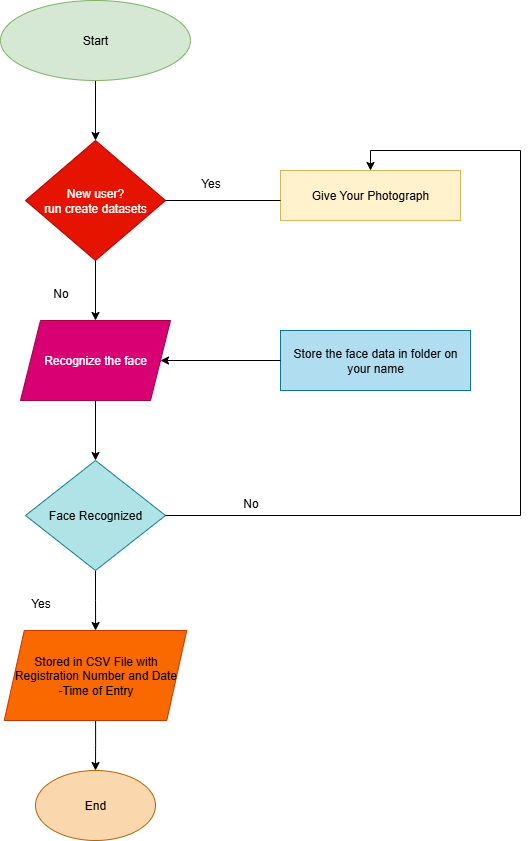 Start
New user?
run create datasets
Yes
Give Your Photograph
No
Recognize the face
Store the face data in folder on
your name
Face Recognized
No
Yes
Stored in CSV File with
Registration Number and Date
-Time of Entry
End